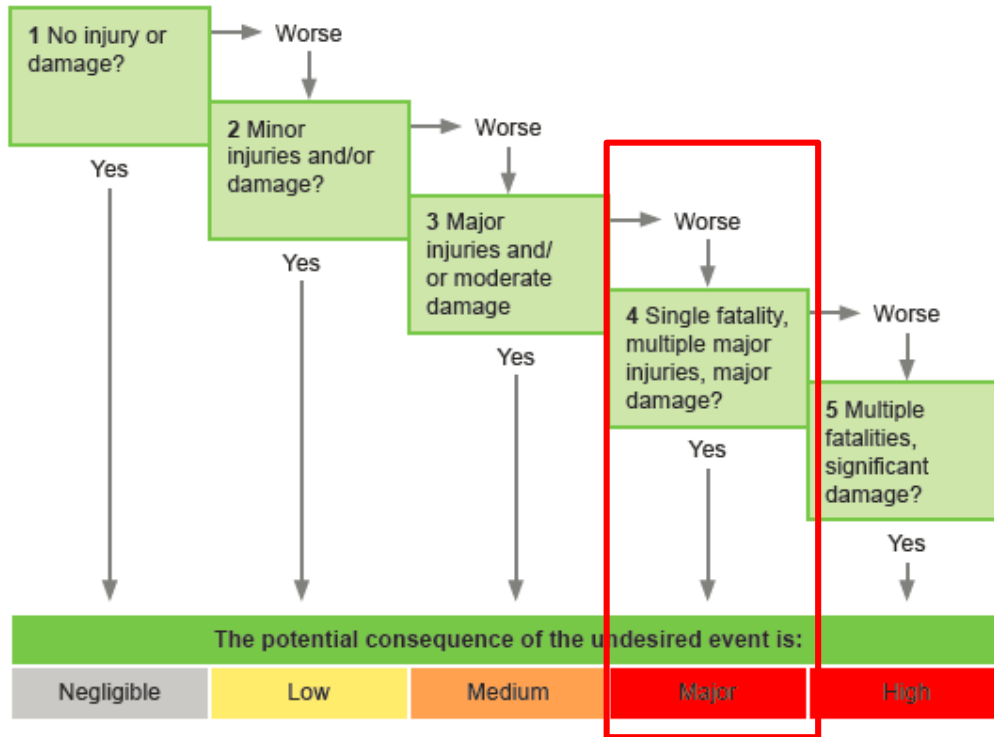 1 No injury or
damage?
Worse
Yes
2 Minor
injuries and/or
damage?
Worse
Yes
3 Major
injuries and/
or moderate
damage
Worse
Yes
4 Single fatality,
multiple major
injuries, major
damage?
Worse
Yes
5 Multiple
fatalities,
significant
damage?
Yes
The potential consequence of the undesired event is:
Negligible
Low
Medium
Major
High